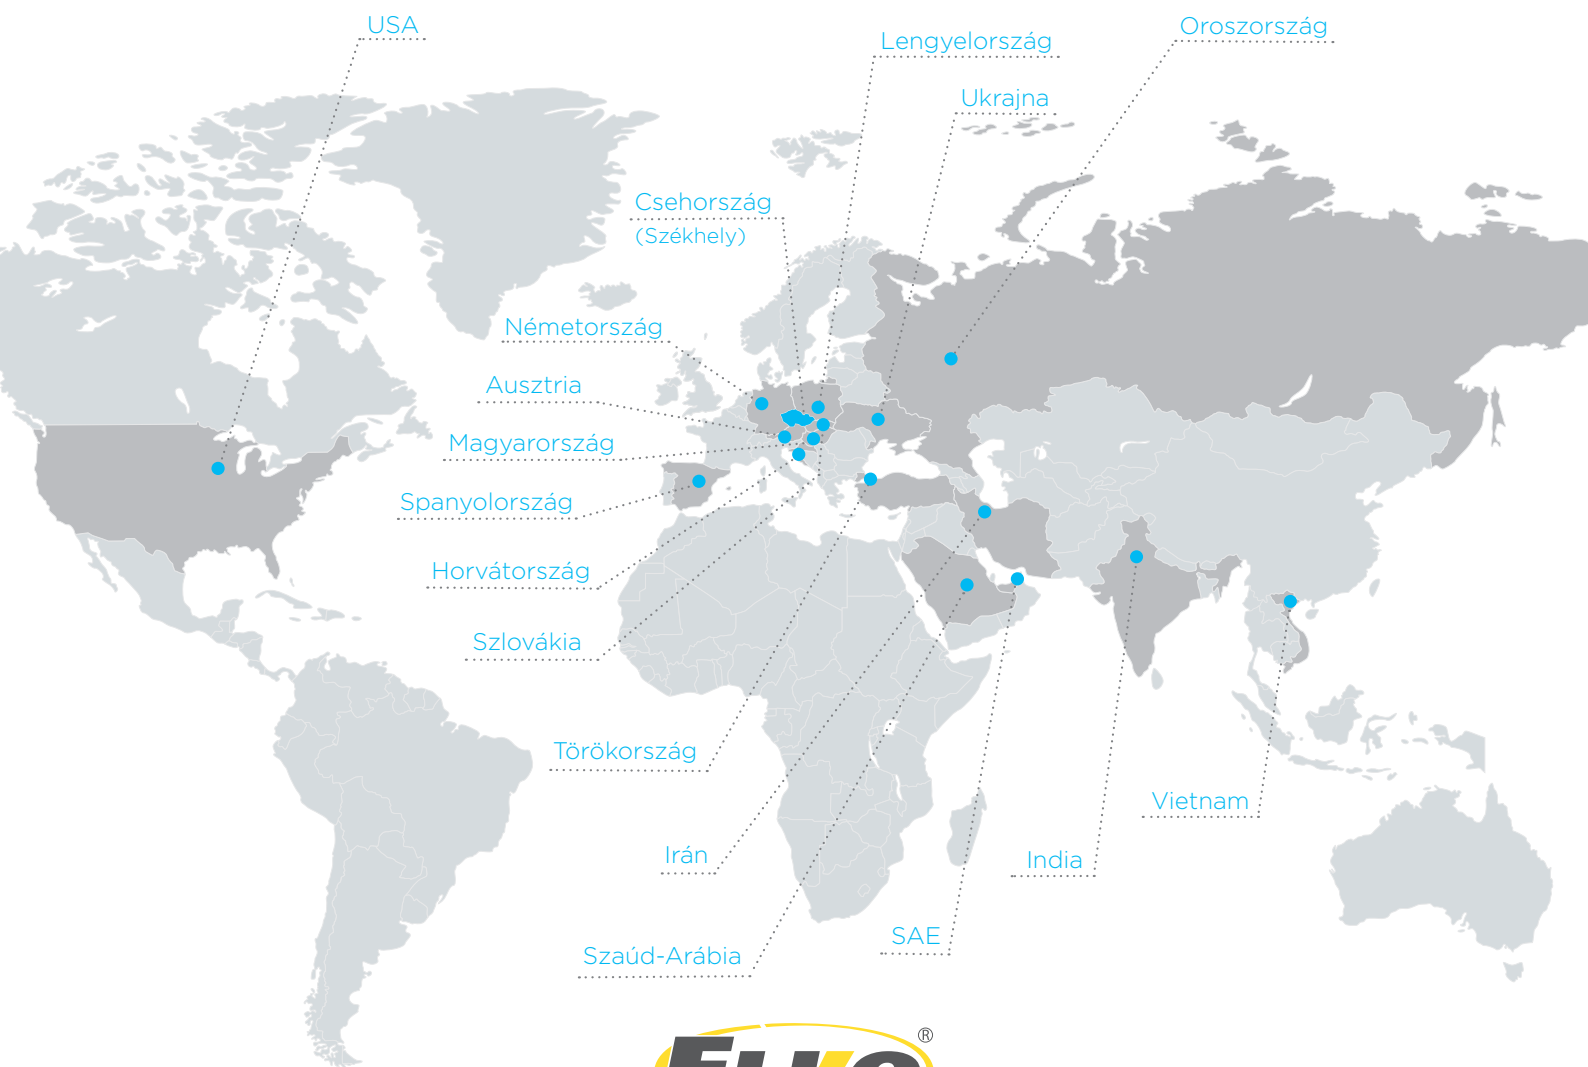 USA
Oroszország
Lengyelország
Ukrajna
Csehország
(Székhely)
Németország
Ausztria
Magyarország
Spanyolország
Horvátország
Szlovákia
Törökország
Vietnam
Irán
India
SAE
Szaúd-Arábia
®